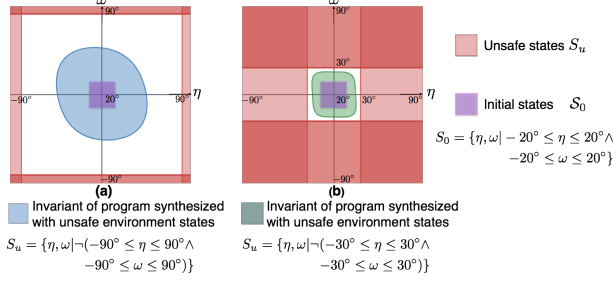 ω
90°
−90°
20°
90°
η
(a)
ω
90°
30°
−90°
20°
30°
90°
η
−90°
−90°
(b)
Unsafe states S_u
Initial states S_0
S_0 = {η, ω| − 20° ≤ η ≤ 20°∧
−20° ≤ ω ≤ 20°}
Invariant of program synthesized
with unsafe environment states
S_u = {η, ω|¬(−90° ≤ η ≤ 90°∧
−90° ≤ ω ≤ 90°)}
Invariant of program synthesized
with unsafe environment states
S_u = {η, ω|¬(−30° ≤ η ≤ 30°∧
−30° ≤ ω ≤ 30°)}